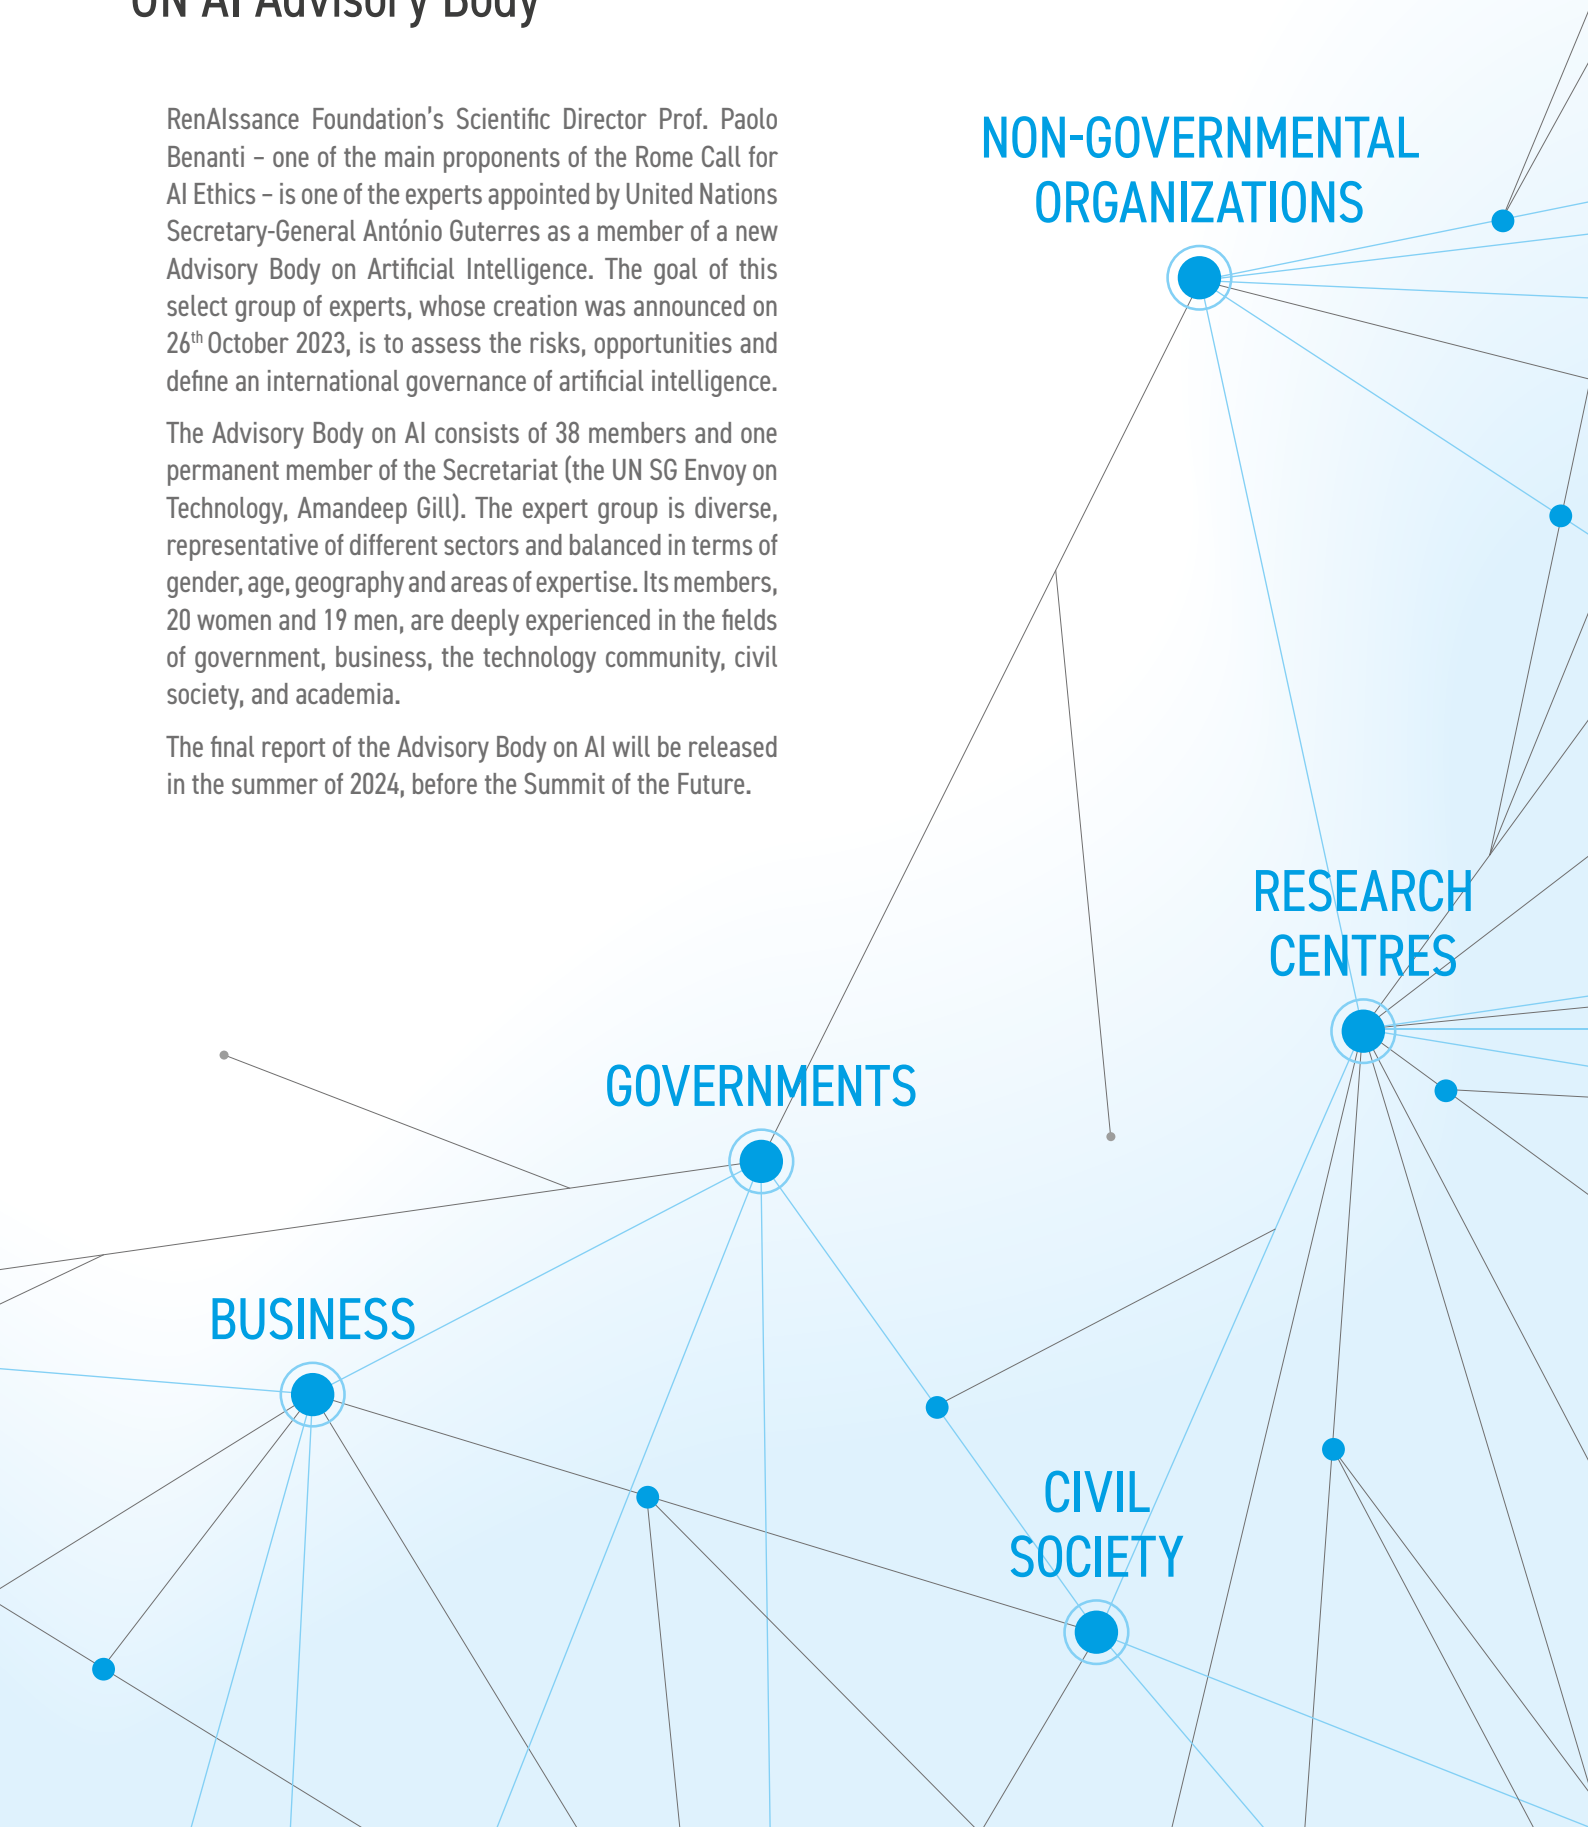 UN AI Advisory Body
RenAIssance Foundation's Scientific Director Prof. Paolo
Benanti – one of the main proponents of the Rome Call for
AI Ethics – is one of the experts appointed by United Nations
Secretary-General António Guterres as a member of a new
Advisory Body on Artificial Intelligence. The goal of this
select group of experts, whose creation was announced on
26th October 2023, is to assess the risks, opportunities and
define an international governance of artificial intelligence.
The Advisory Body on AI consists of 38 members and one
permanent member of the Secretariat (the UN SG Envoy on
Technology, Amandeep Gill). The expert group is diverse,
representative of different sectors and balanced in terms of
gender, age, geography and areas of expertise. Its members,
20 women and 19 men, are deeply experienced in the fields
of government, business, the technology community, civil
society, and academia.
The final report of the Advisory Body on AI will be released
in the summer of 2024, before the Summit of the Future.
NON-GOVERNMENTAL
ORGANIZATIONS
RESEARCH
CENTRES
GOVERNMENTS
BUSINESS
CIVIL
SOCIETY